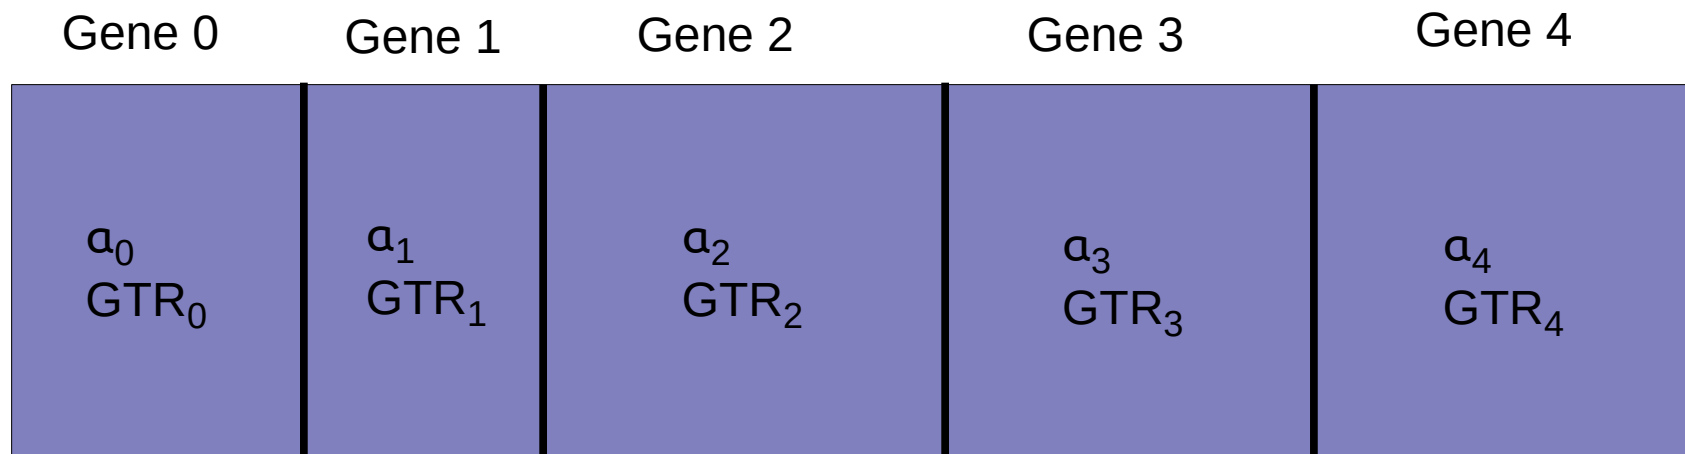 Gene 0 Gene 1 Gene 2 Gene 3 Gene 4
α₀ α₁ α₂ α₃ α₄
GTR₀ GTR₁ GTR₂ GTR₃ GTR₄